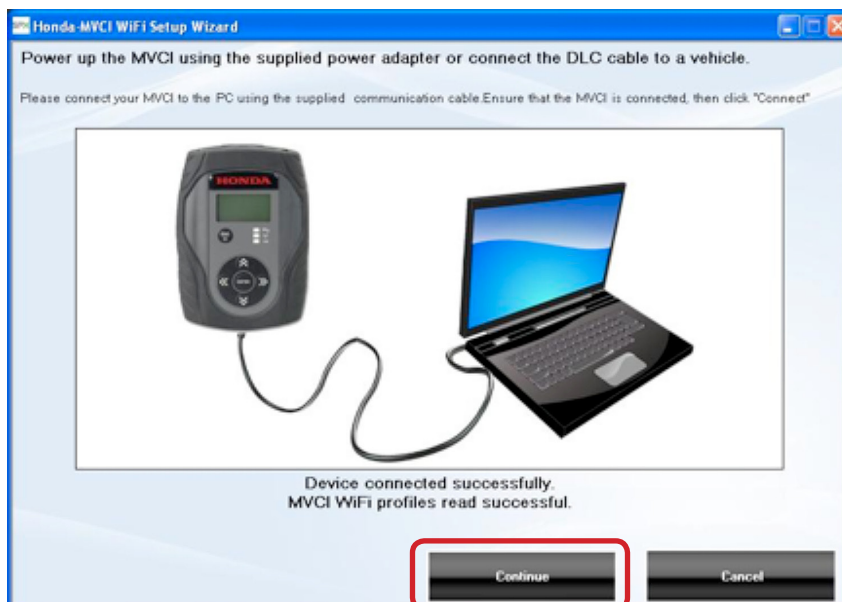 Honda-MVCI WiFi Setup Wizard
Power up the MVCI using the supplied power adapter or connect the DLC cable to a vehicle.
Please connect your MVCI to the PC using the supplied communication cable.Ensure that the MVCI is connected, then click "Connect"
HONDA
Device connected successfully.
MVCI WiFi profiles read successful.
Continue
Cancel